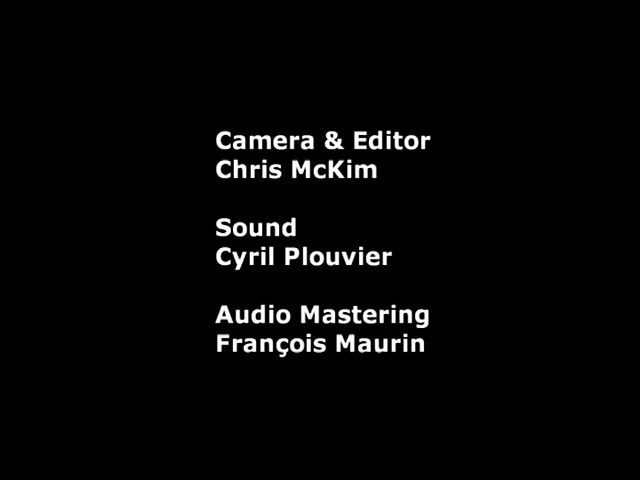 Camera & Editor
Chris McKim
Sound
Cyril Plouvier
Audio Mastering
François Maurin